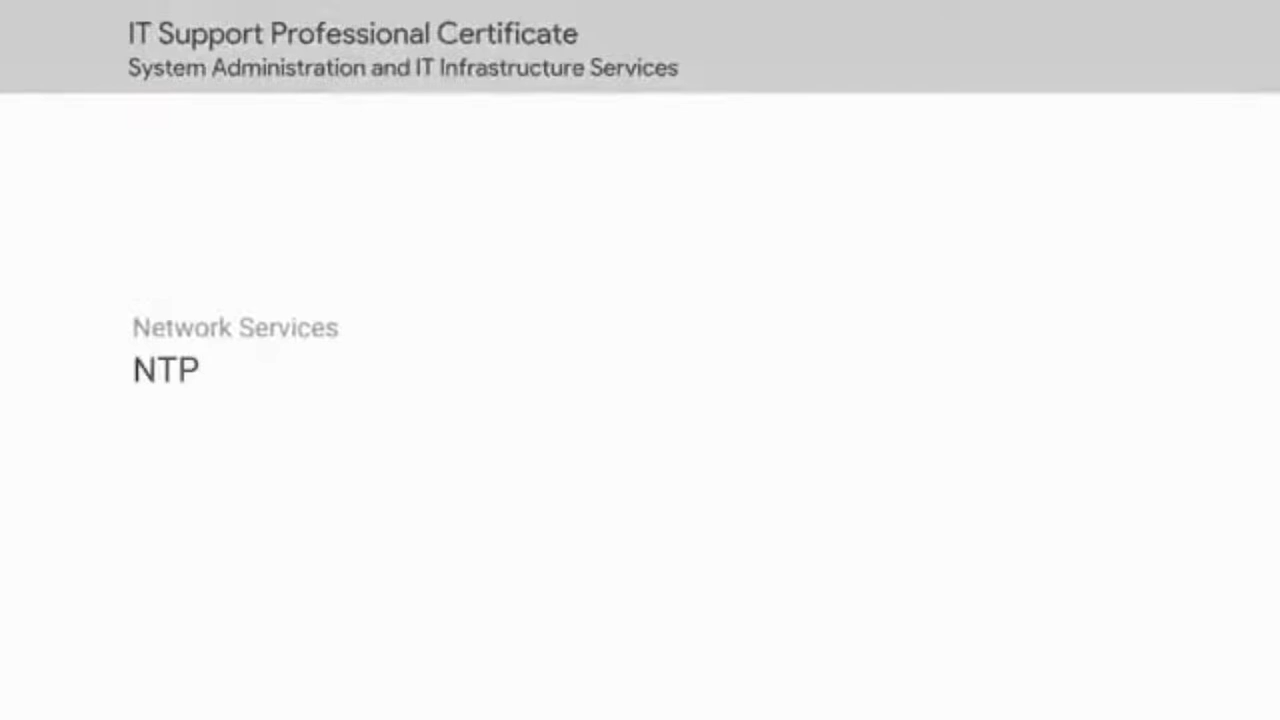 IT Support Professional Certificate
System Administration and IT Infrastructure Services
Network Services
NTP